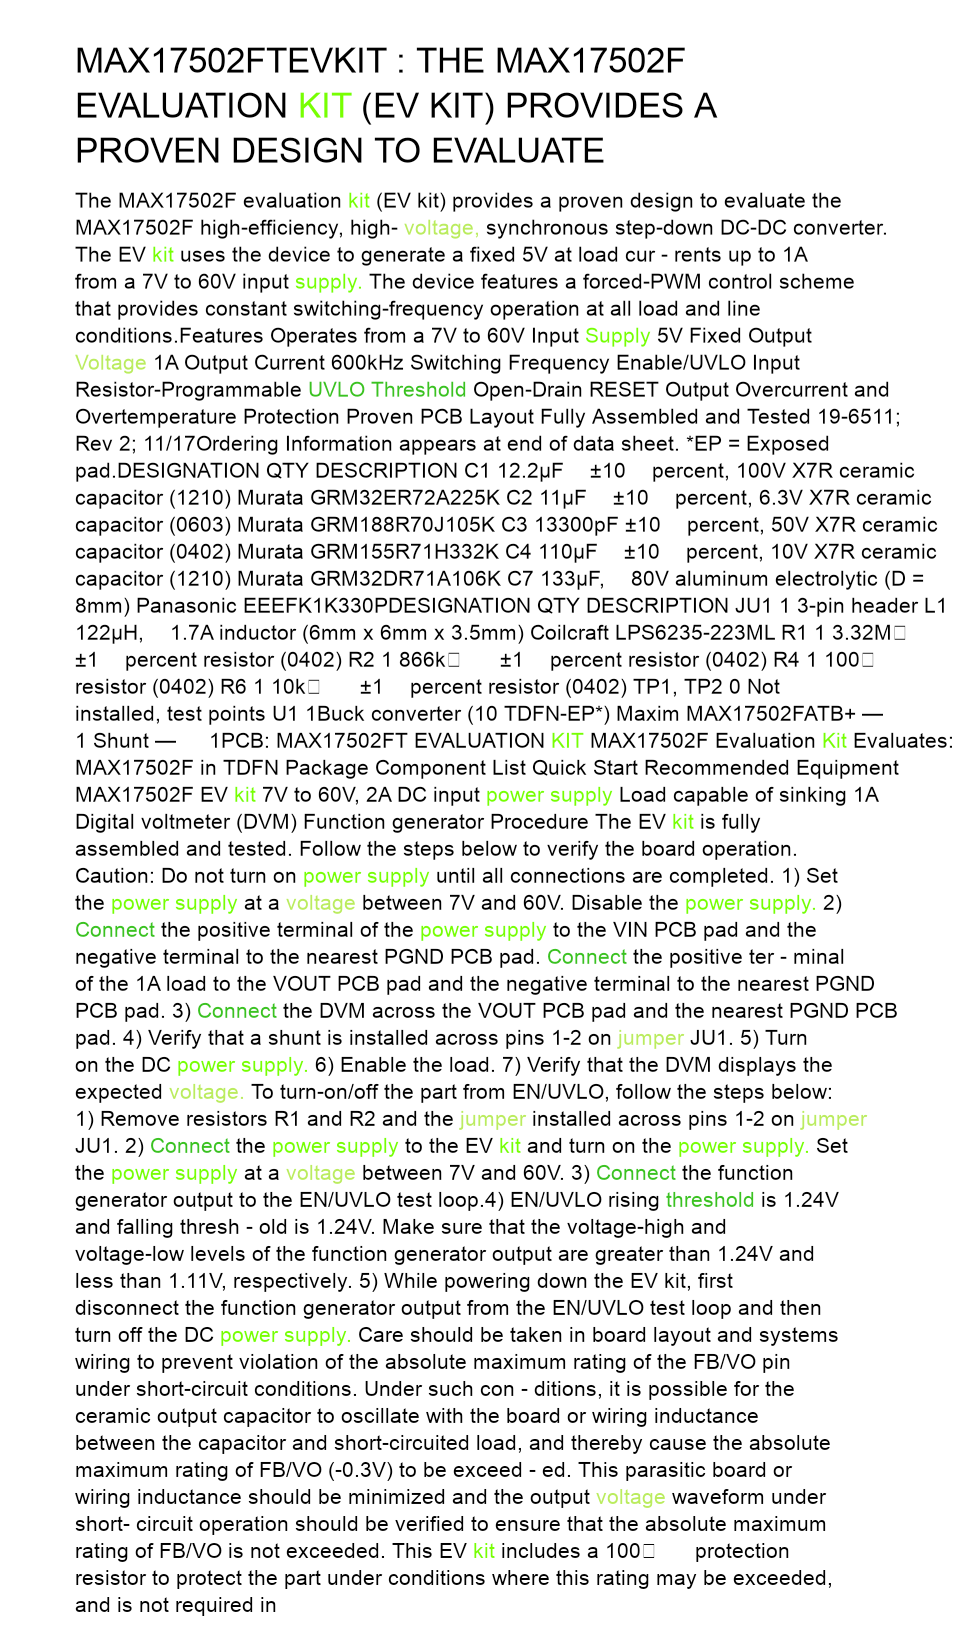 MAX17502FTEVKIT : THE MAX17502F
EVALUATION KIT (EV KIT) PROVIDES A
PROVEN DESIGN TO EVALUATE
The MAX17502F evaluation kit (EV kit) provides a proven design to evaluate the
MAX17502F high-efficiency, high- voltage, synchronous step-down DC-DC converter.
The EV kit uses the device to generate a fixed 5V at load cur - rents up to 1A
from a 7V to 60V input supply. The device features a forced-PWM control scheme
that provides constant switching-frequency operation at all load and line
conditions.Features Operates from a 7V to 60V Input Supply 5V Fixed Output
Voltage 1A Output Current 600kHz Switching Frequency Enable/UVLO Input
Resistor-Programmable UVLO Threshold Open-Drain RESET Output Overcurrent and
Overtemperature Protection Proven PCB Layout Fully Assembled and Tested 19-6511;
Rev 2; 11/17Ordering Information appears at end of data sheet. *EP = Exposed
pad.DESIGNATION QTY DESCRIPTION C1 12.2μF ±10 percent, 100V X7R ceramic
capacitor (1210) Murata GRM32ER72A225K C2 11μF ±10 percent, 6.3V X7R ceramic
capacitor (0603) Murata GRM188R70J105K C3 13300pF ±10 percent, 50V X7R ceramic
capacitor (0402) Murata GRM155R71H332K C4 110μF ±10 percent, 10V X7R ceramic
capacitor (1210) Murata GRM32DR71A106K C7 133μF, 80V aluminum electrolytic (D =
8mm) Panasonic EEEFK1K330PDESIGNATION QTY DESCRIPTION JU1 1 3-pin header L1
122μH, 1.7A inductor (6mm x 6mm x 3.5mm) Coilcraft LPS6235-223ML R1 1 3.32M□
±1 percent resistor (0402) R2 1 866k□ ±1 percent resistor (0402) R4 1 100□
resistor (0402) R6 1 10k□ ±1 percent resistor (0402) TP1, TP2 0 Not
installed, test points U1 1Buck converter (10 TDFN-EP*) Maxim MAX17502FATB+ —
1 Shunt — 1PCB: MAX17502FT EVALUATION KIT MAX17502F Evaluation Kit Evaluates:
MAX17502F in TDFN Package Component List Quick Start Recommended Equipment
MAX17502F EV kit 7V to 60V, 2A DC input power supply Load capable of sinking 1A
Digital voltmeter (DVM) Function generator Procedure The EV kit is fully
assembled and tested. Follow the steps below to verify the board operation.
Caution: Do not turn on power supply until all connections are completed. 1) Set
the power supply at a voltage between 7V and 60V. Disable the power supply. 2)
Connect the positive terminal of the power supply to the VIN PCB pad and the
negative terminal to the nearest PGND PCB pad. Connect the positive ter - minal
of the 1A load to the VOUT PCB pad and the negative terminal to the nearest PGND
PCB pad. 3) Connect the DVM across the VOUT PCB pad and the nearest PGND PCB
pad. 4) Verify that a shunt is installed across pins 1-2 on jumper JU1. 5) Turn
on the DC power supply. 6) Enable the load. 7) Verify that the DVM displays the
expected voltage. To turn-on/off the part from EN/UVLO, follow the steps below:
1) Remove resistors R1 and R2 and the jumper installed across pins 1-2 on jumper
JU1. 2) Connect the power supply to the EV kit and turn on the power supply. Set
the power supply at a voltage between 7V and 60V. 3) Connect the function
generator output to the EN/UVLO test loop.4) EN/UVLO rising threshold is 1.24V
and falling thresh - old is 1.24V. Make sure that the voltage-high and
voltage-low levels of the function generator output are greater than 1.24V and
less than 1.11V, respectively. 5) While powering down the EV kit, first
disconnect the function generator output from the EN/UVLO test loop and then
turn off the DC power supply. Care should be taken in board layout and systems
wiring to prevent violation of the absolute maximum rating of the FB/VO pin
under short-circuit conditions. Under such con - ditions, it is possible for the
ceramic output capacitor to oscillate with the board or wiring inductance
between the capacitor and short-circuited load, and thereby cause the absolute
maximum rating of FB/VO (-0.3V) to be exceed - ed. This parasitic board or
wiring inductance should be minimized and the output voltage waveform under
short- circuit operation should be verified to ensure that the absolute maximum
rating of FB/VO is not exceeded. This EV kit includes a 100□ protection
resistor to protect the part under conditions where this rating may be exceeded,
and is not required in